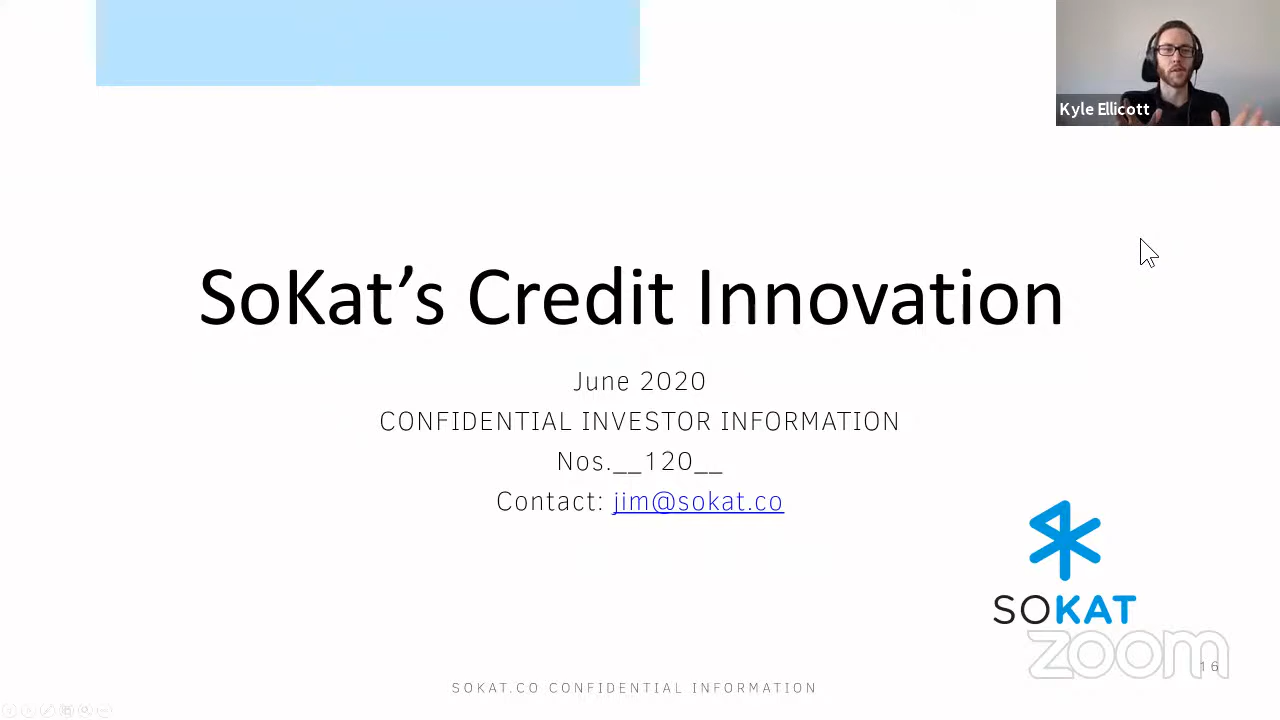 Kyle Ellicott
SoKat’s Credit Innovation
June 2020
CONFIDENTIAL INVESTOR INFORMATION
Nos.__120__
Contact: jim@sokat.co
SOKAT
zoom
16
SOKAT.CO CONFIDENTIAL INFORMATION